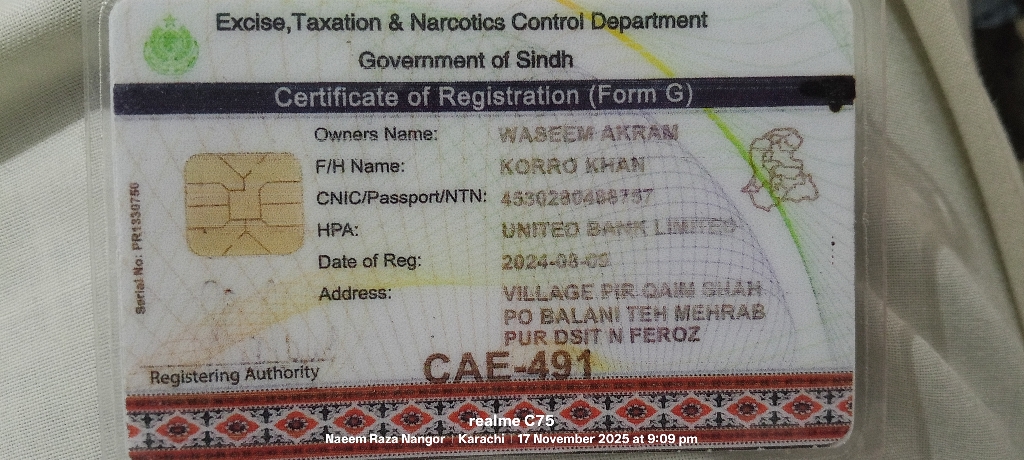 Excise,Taxation & Narcotics Control Department
Government of Sindh
Certificate of Registration (Form G)
Owners Name: WASEEM AKRAM
F/H Name: KORRO KHAN
CNIC/Passport/NTN:
HPA: UNITED BANK LIMITED
Date of Reg:
Address: VILLAGE PIR QAIM SHAH
PO BALANI TEH MEHRAB
PUR DSIT N FEROZ
CAE-491
Registering Authority
Serial No: PR1330750
realme C75
Naeem Raza Nangor | Karachi | 17 November 2025 at 9:09 pm